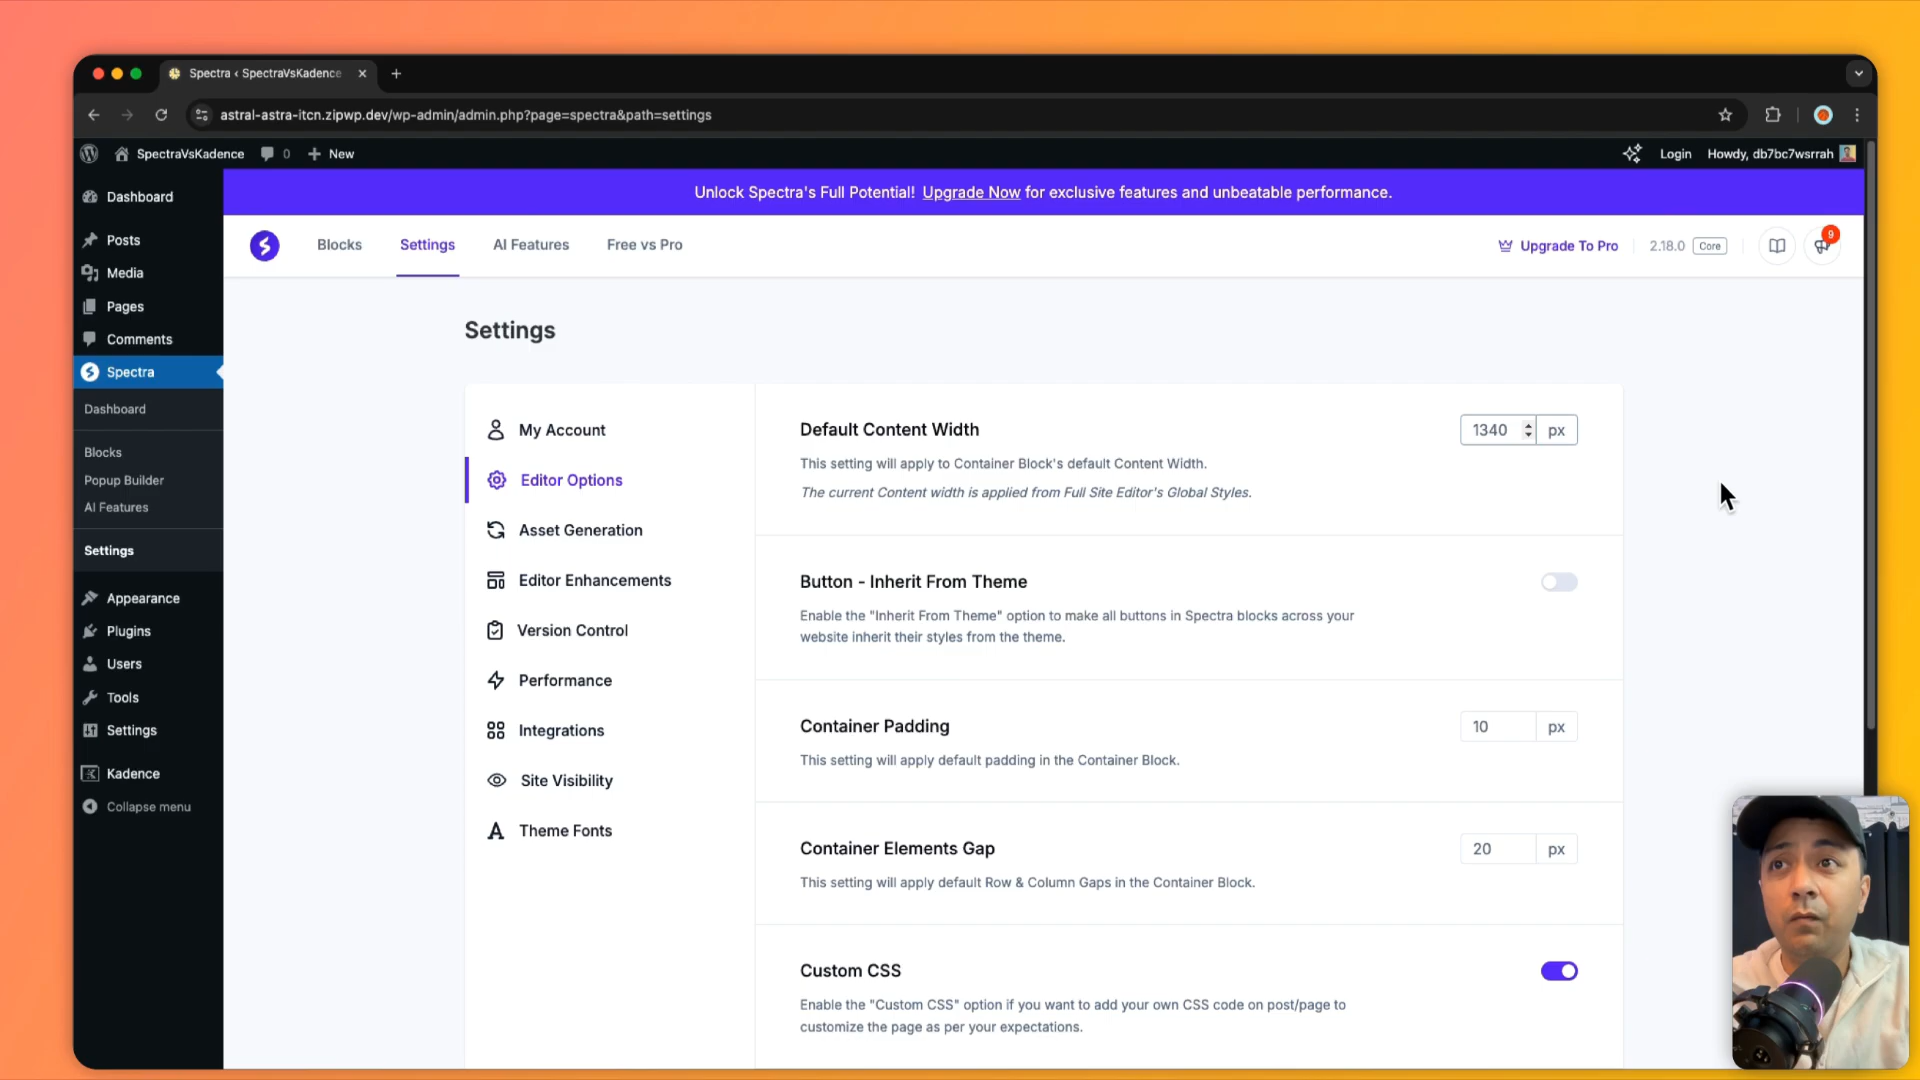 Spectra ‹ SpectraVsKadence
astral-astra-itcn.zipwp.dev/wp-admin/admin.php?page=spectra&path=settings
SpectraVsKadence 0 New Login Howdy, db7bc7wsrrah
Unlock Spectra's Full Potential! Upgrade Now for exclusive features and unbeatable performance.
Blocks Settings AI Features Free vs Pro Upgrade To Pro 2.18.0 Core 9
Dashboard
Posts
Media
Pages
Comments
Spectra
Dashboard
Blocks
Popup Builder
AI Features
Settings
Appearance
Plugins
Users
Tools
Settings
Kadence
Collapse menu
Settings
My Account
Editor Options
Asset Generation
Editor Enhancements
Version Control
Performance
Integrations
Site Visibility
Theme Fonts
Default Content Width 1340 px
This setting will apply to Container Block's default Content Width.
The current Content width is applied from Full Site Editor's Global Styles.
Button - Inherit From Theme
Enable the "Inherit From Theme" option to make all buttons in Spectra blocks across your
website inherit their styles from the theme.
Container Padding 10 px
This setting will apply default padding in the Container Block.
Container Elements Gap 20 px
This setting will apply default Row & Column Gaps in the Container Block.
Custom CSS
Enable the "Custom CSS" option if you want to add your own CSS code on post/page to
customize the page as per your expectations.